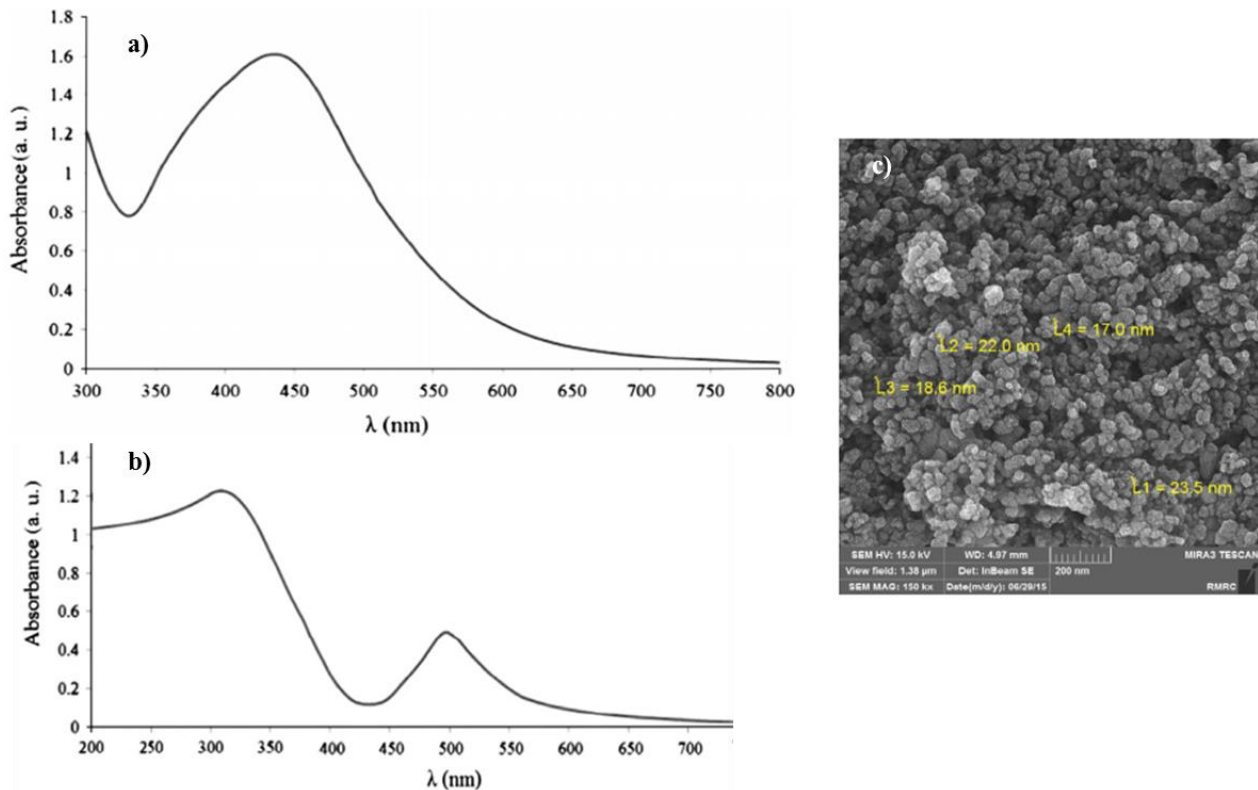 a)
1.8
1.6
1.4
1.2
1
0.8
0.6
0.4
0.2
0
Absorbance (a. u.)
300 350 400 450 500 550 600 650 700 750 800
λ (nm)
b)
1.4
1.2
1
0.8
0.6
0.4
0.2
0
Absorbance (a. u.)
200 250 300 350 400 450 500 550 600 650 700
λ (nm)
c)
L4 = 17.0 nm
L2 = 22.0 nm
L3 = 18.6 nm
L1 = 23.5 nm
SEM HV: 15.0 kV WD: 4.97 mm MIRA3 TESCAN
View field: 1.38 µm Det: InBeam SE 200 nm
SEM MAG: 150 kx Date(m/d/y): 06/29/15 RMRC